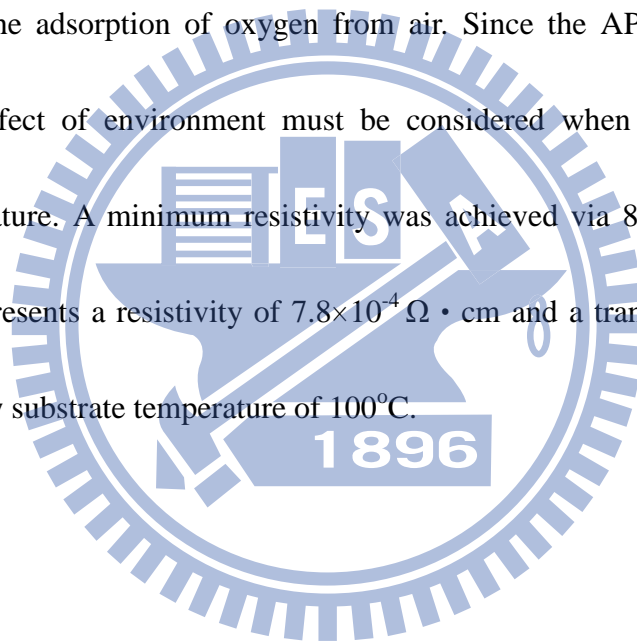 he adsorption of oxygen from air. Since the AP
fect of environment must be considered when
ature. A minimum resistivity was achieved via 8
resents a resistivity of 7.8×10⁻⁴ Ω・cm and a tran
substrate temperature of 100°C.
E S A
1896